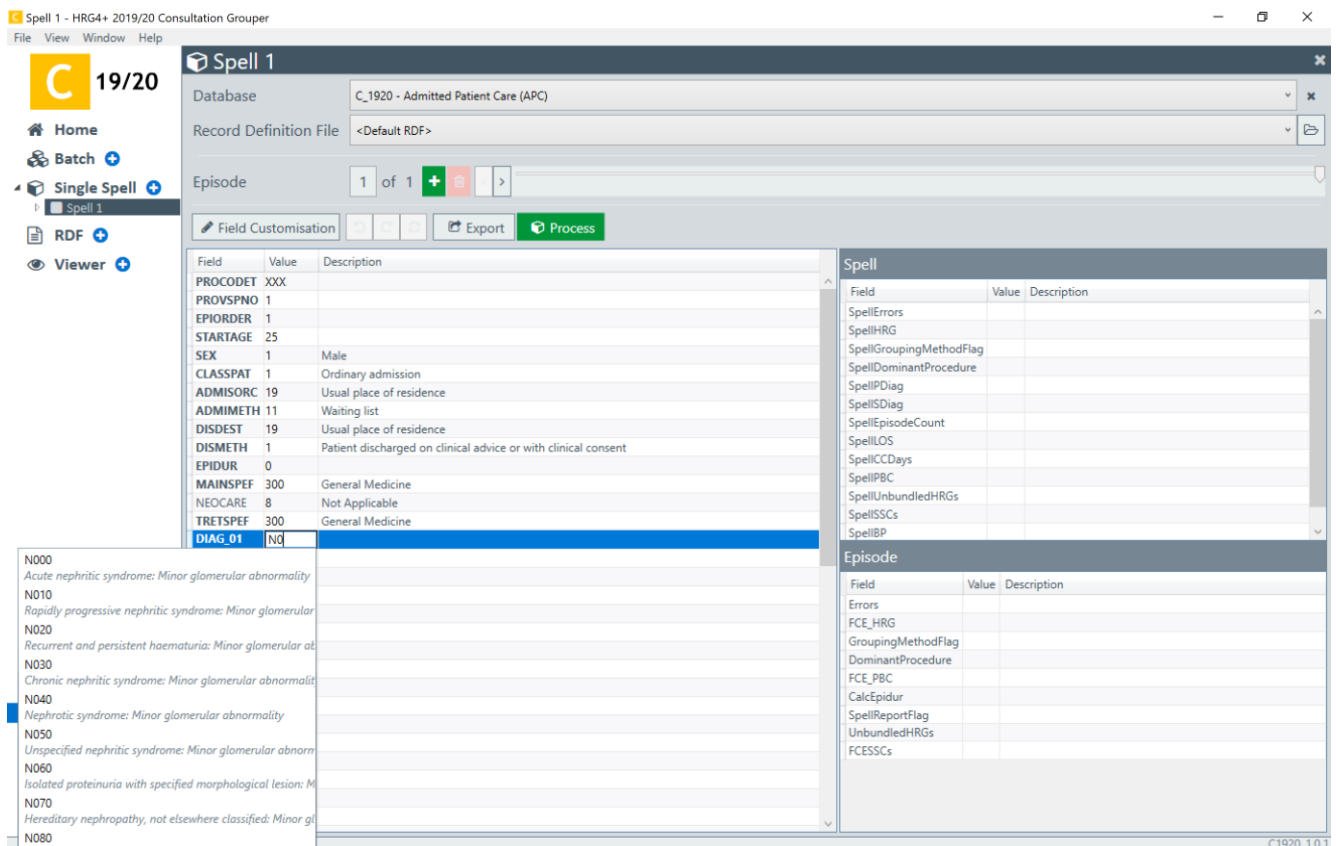 Spell 1 - HRG4+ 2019/20 Consultation Grouper
File View Window Help
C 19/20
Home
Batch
Single Spell
Spell 1
RDF
Viewer
Spell 1
Database C_1920 - Admitted Patient Care (APC)
Record Definition File <Default RDF>
Episode 1 of 1
Field Customisation Export Process
Field Value Description
PROCODET XXX
PROVSPNO 1
EPIORDER 1
STARTAGE 25
SEX 1 Male
CLASSPAT 1 Ordinary admission
ADMISORC 19 Usual place of residence
ADMIMETH 11 Waiting list
DISDEST 19 Usual place of residence
DISMETH 1 Patient discharged on clinical advice or with clinical consent
EPIDUR 0
MAINSPEF 300 General Medicine
NEOCARE 8 Not Applicable
TRETSPEF 300 General Medicine
DIAG_01 N0
N000
Acute nephritic syndrome: Minor glomerular abnormality
N010
Rapidly progressive nephritic syndrome: Minor glomerular
N020
Recurrent and persistent haematuria: Minor glomerular ab
N030
Chronic nephritic syndrome: Minor glomerular abnormalit
N040
Nephrotic syndrome: Minor glomerular abnormality
N050
Unspecified nephritic syndrome: Minor glomerular abnorm
N060
Isolated proteinuria with specified morphological lesion: M
N070
Hereditary nephropathy, not elsewhere classified: Minor gl
N080
Spell
Field Value Description
SpellErrors
SpellHRG
SpellGroupingMethodFlag
SpellDominantProcedure
SpellPDiag
SpellSDiag
SpellEpisodeCount
SpellLOS
SpellCCDays
SpellPBC
SpellUnbundledHRGs
SpellSSCs
SpellBP
Episode
Field Value Description
Errors
FCE_HRG
GroupingMethodFlag
DominantProcedure
FCE_PBC
CalcEpidur
SpellReportFlag
UnbundledHRGs
FCESSCs
C1920_1.0.1